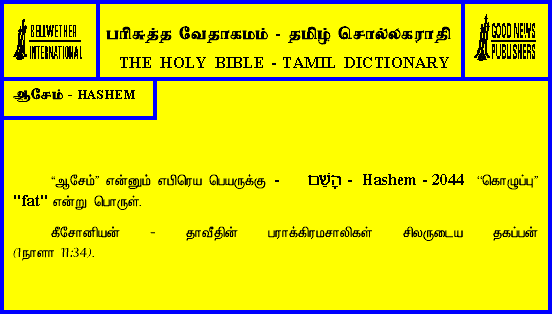 BELLWETHER
INTERNATIONAL
பரிசுத்த வேதாகமம் - தமிழ் சொல்லகராதி
THE HOLY BIBLE - TAMIL DICTIONARY
GOOD NEWS
PUBLISHERS
ஆசேம் - HASHEM
“ஆசேம்” என்னும் எபிரெய பெயருக்கு - הָשֵׁם - Hashem - 2044 “கொழுப்பு”
"fat" என்று பொருள்.
கீசோனியன் - தாவீதின் பராக்கிரமசாலிகள் சிலருடைய தகப்பன்
(1நாளா 11:34).